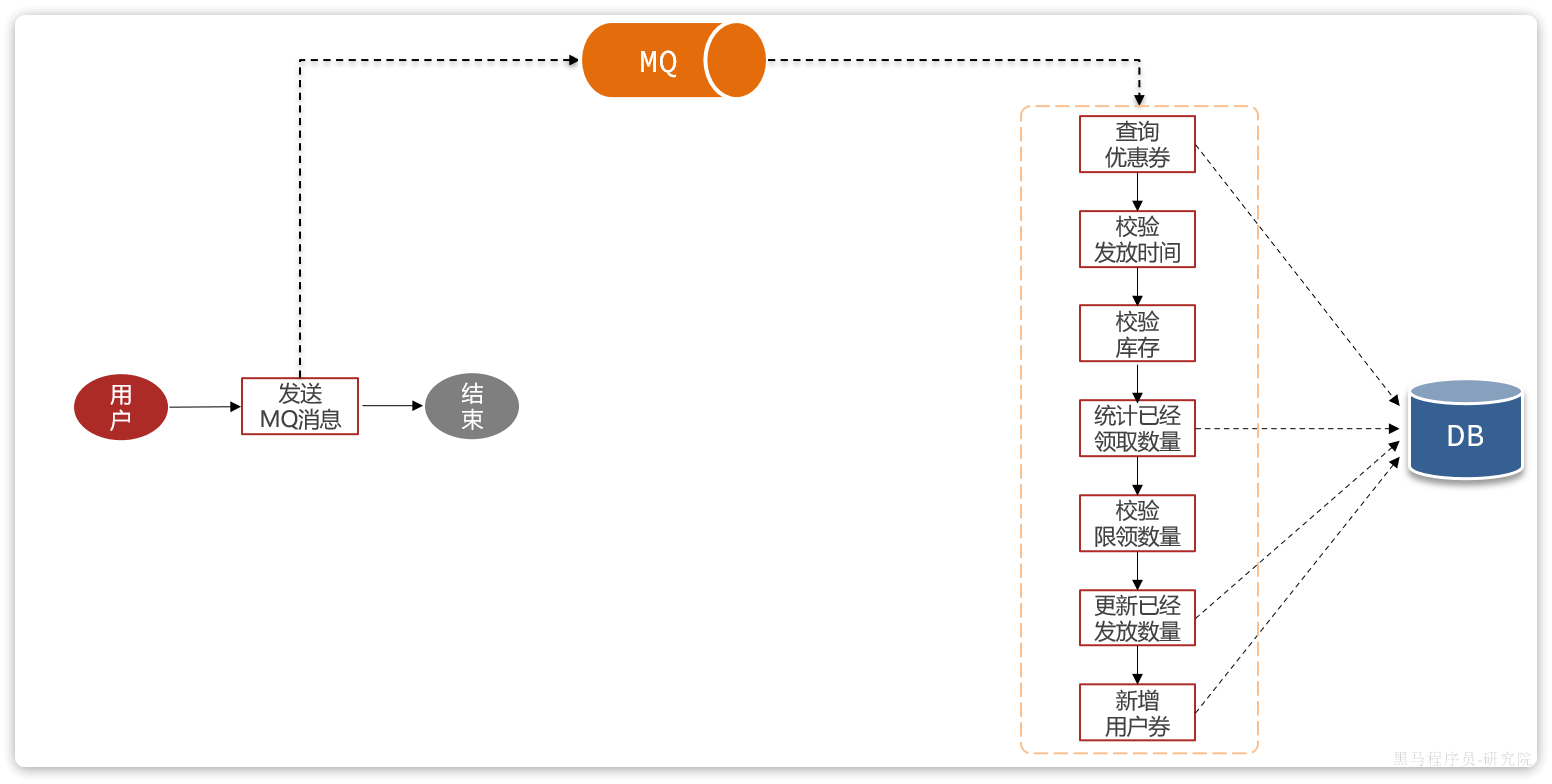 MQ
查询
优惠券
校验
发放时间
校验
库存
用
户
发送
MQ消息
结
束
统计已经
领取数量
DB
校验
限领数量
更新已经
发放数量
新增
用户券
黑马程序员-研究院